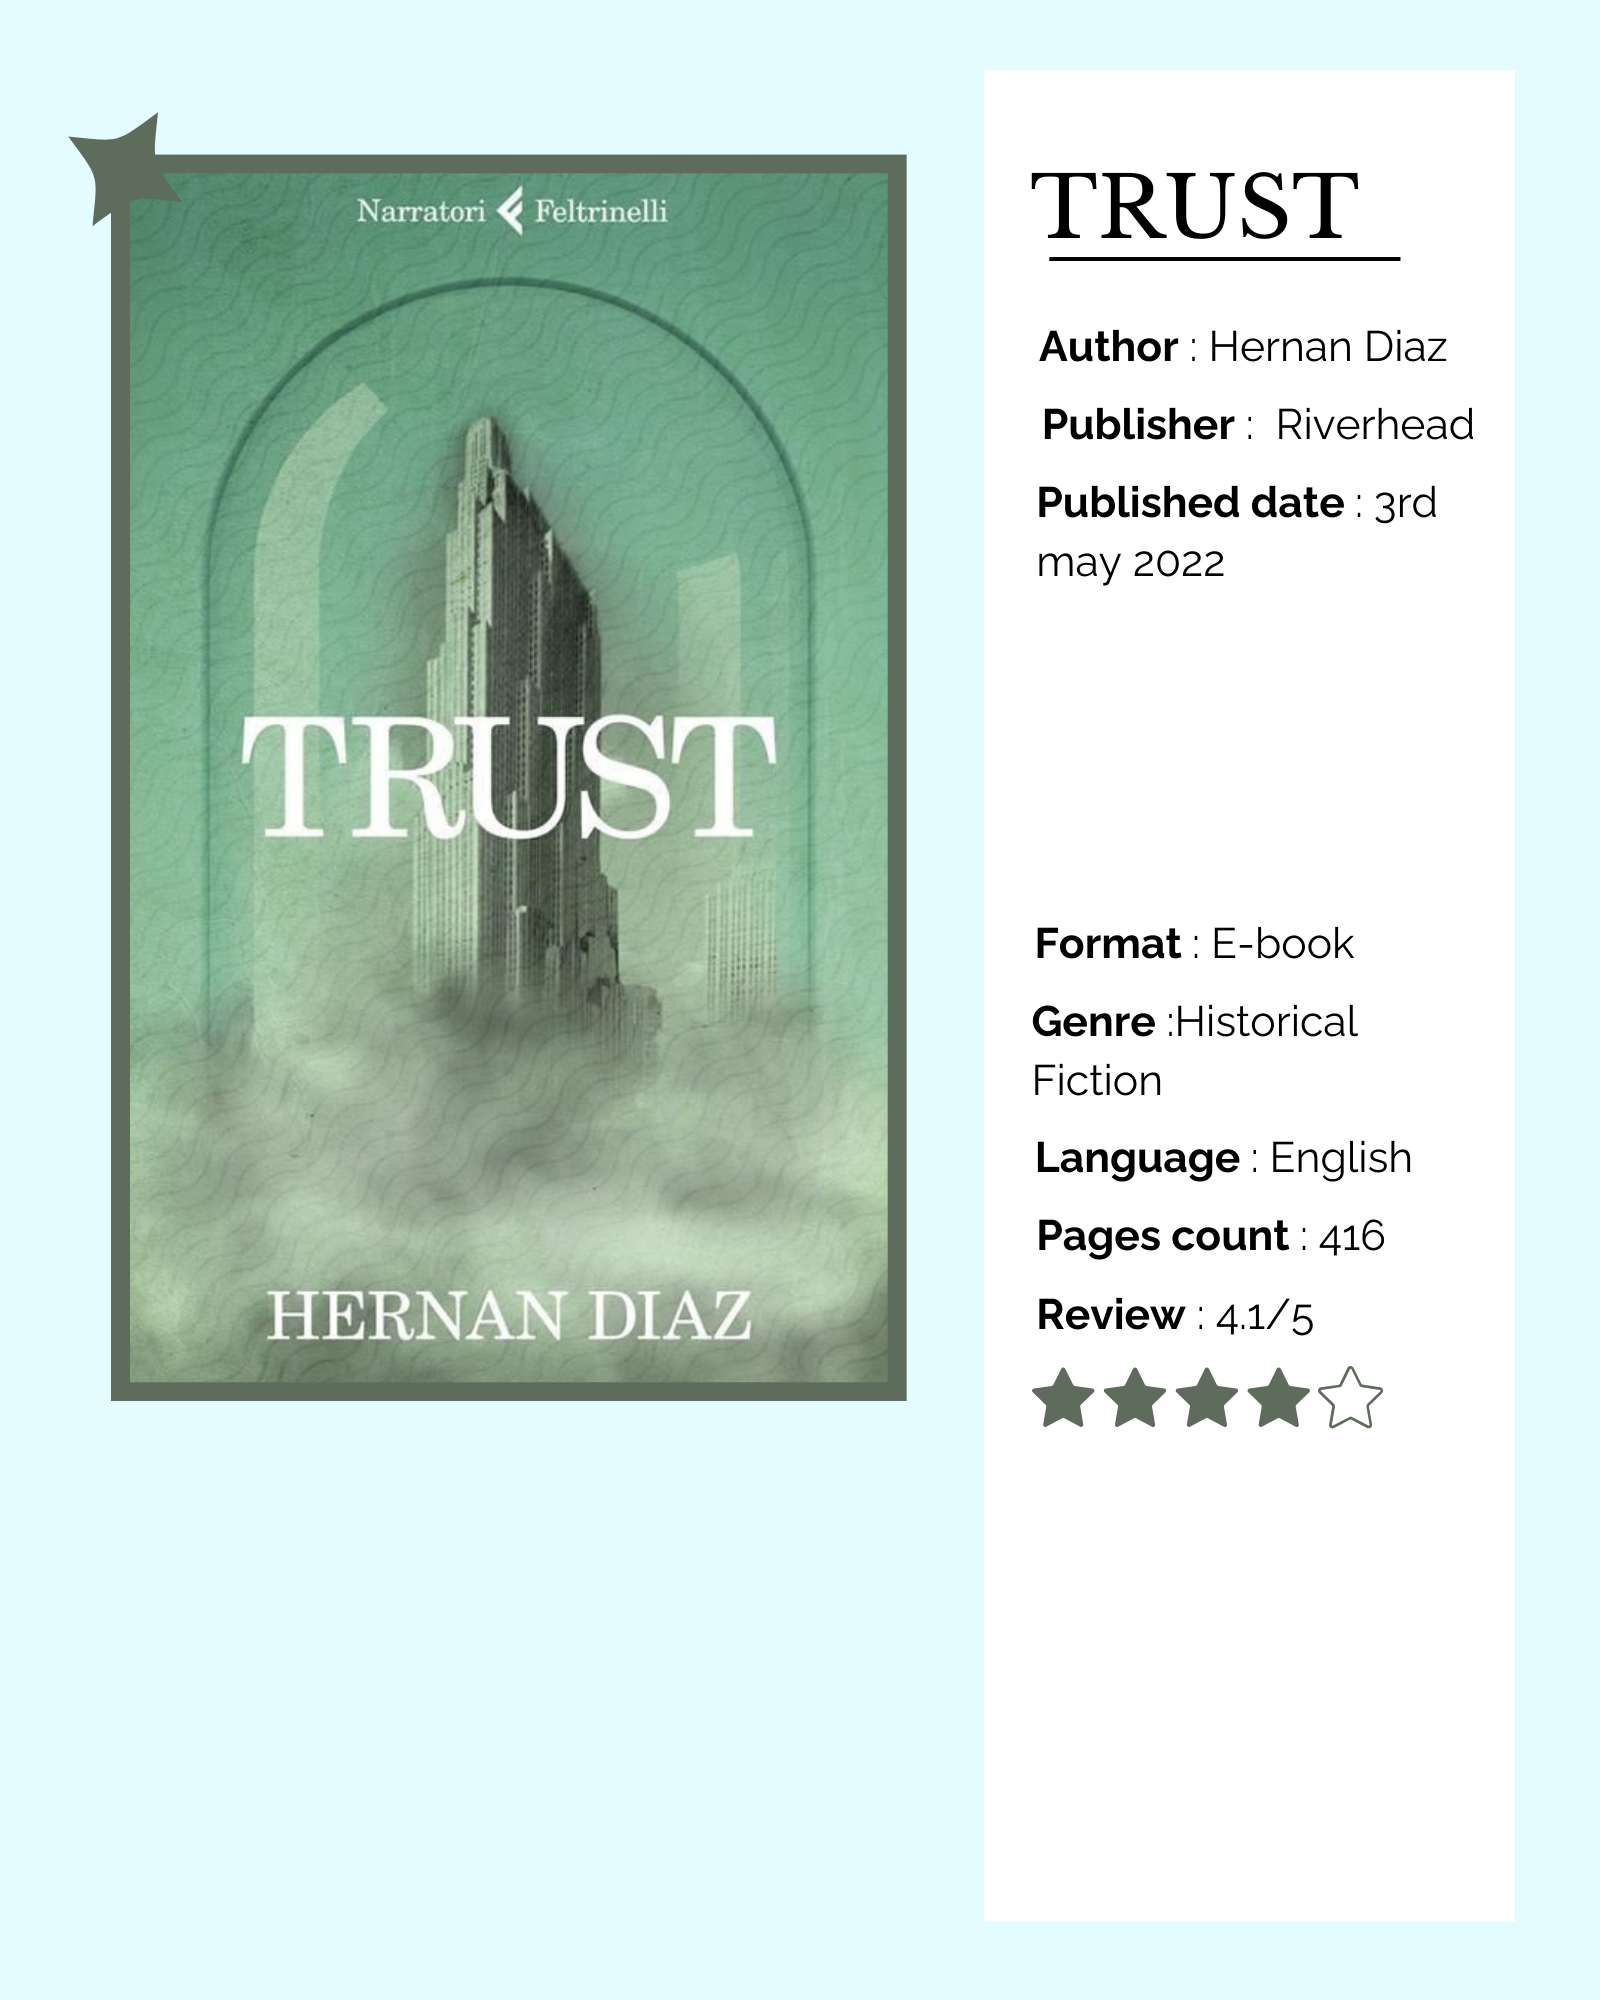 Narratori Feltrinelli
TRUST
HERNAN DIAZ
TRUST
Author : Hernan Diaz
Publisher : Riverhead
Published date : 3rd
may 2022
Format : E-book
Genre :Historical
Fiction
Language : English
Pages count : 416
Review : 4.1/5